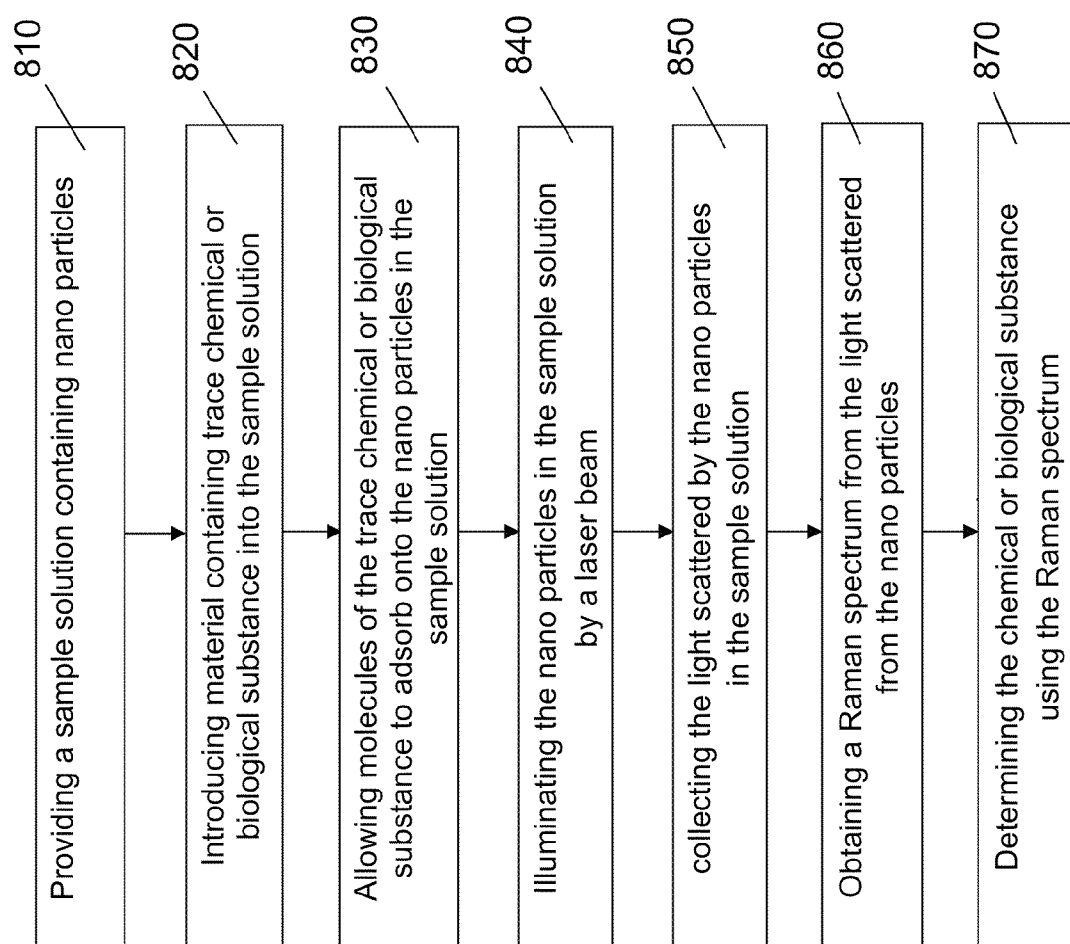 810
Providing a sample solution containing nano particles
820
Introducing material containing trace chemical or
biological substance into the sample solution
830
Allowing molecules of the trace chemical or biological
substance to adsorb onto the nano particles in the
sample solution
840
Illuminating the nano particles in the sample solution
by a laser beam
850
collecting the light scattered by the nano particles
in the sample solution
860
Obtaining a Raman spectrum from the light scattered
from the nano particles
870
Determining the chemical or biological substance
using the Raman spectrum